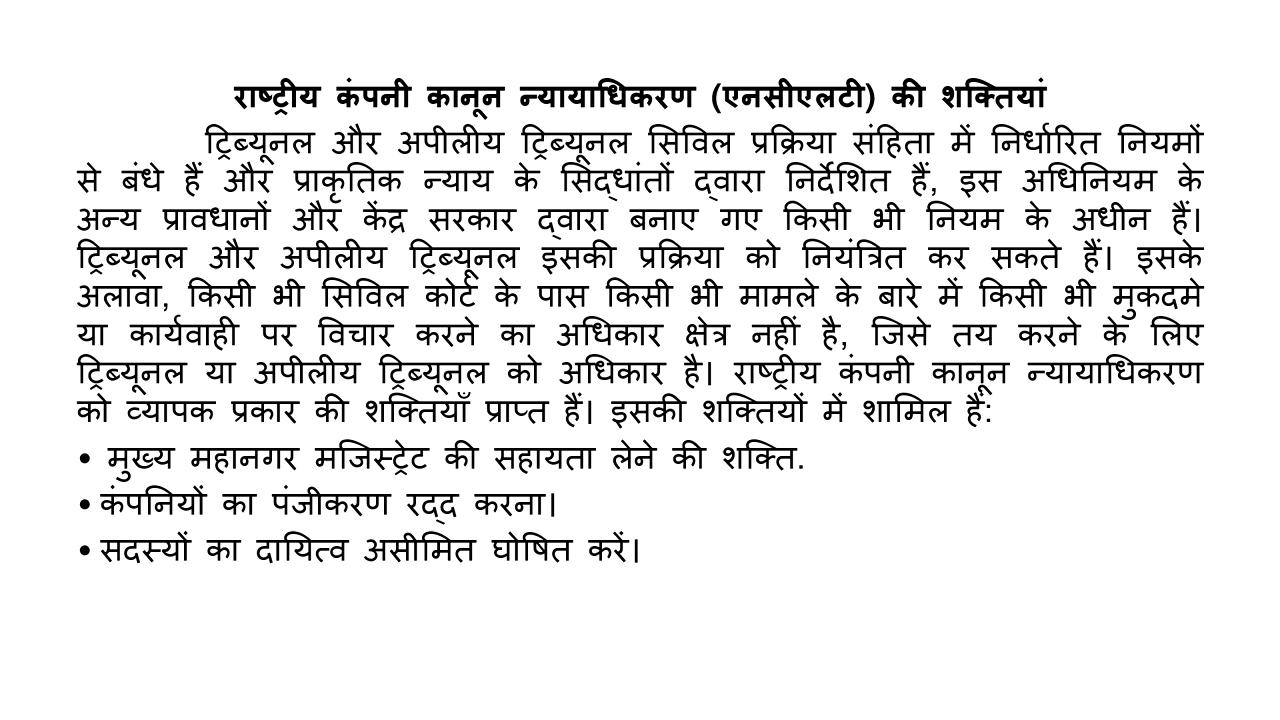 राष्ट्रीय कंपनी कानून न्यायाधिकरण (एनसीएलटी) की शक्तियां
ट्रिब्यूनल और अपीलीय ट्रिब्यूनल सिविल प्रक्रिया संहिता में निर्धारित नियमों
से बंधे हैं और प्राकृतिक न्याय के सिद्धांतों द्वारा निर्देशित हैं, इस अधिनियम के
अन्य प्रावधानों और केंद्र सरकार द्वारा बनाए गए किसी भी नियम के अधीन हैं।
ट्रिब्यूनल और अपीलीय ट्रिब्यूनल इसकी प्रक्रिया को नियंत्रित कर सकते हैं। इसके
अलावा, किसी भी सिविल कोर्ट के पास किसी भी मामले के बारे में किसी भी मुकदमे
या कार्यवाही पर विचार करने का अधिकार क्षेत्र नहीं है, जिसे तय करने के लिए
ट्रिब्यूनल या अपीलीय ट्रिब्यूनल को अधिकार है। राष्ट्रीय कंपनी कानून न्यायाधिकरण
को व्यापक प्रकार की शक्तियाँ प्राप्त हैं। इसकी शक्तियों में शामिल हैं:
• मुख्य महानगर मजिस्ट्रेट की सहायता लेने की शक्ति.
• कंपनियों का पंजीकरण रद्द करना।
• सदस्यों का दायित्व असीमित घोषित करें।